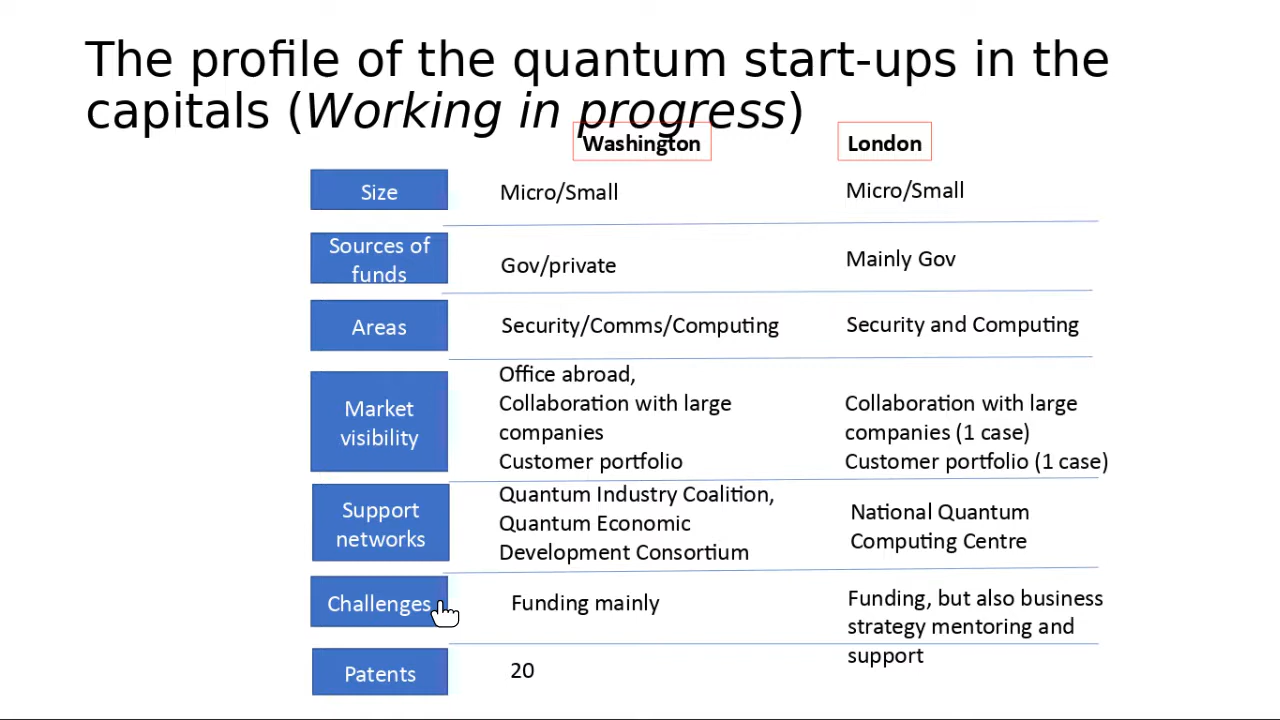 The profile of the quantum start-ups in the
capitals (Working in progress)
Washington London
Size Micro/Small Micro/Small
Sources of
funds Gov/private Mainly Gov
Areas Security/Comms/Computing Security and Computing
Market
visibility
Office abroad,
Collaboration with large
companies
Customer portfolio
Collaboration with large
companies (1 case)
Customer portfolio (1 case)
Support
networks
Quantum Industry Coalition,
Quantum Economic
Development Consortium
National Quantum
Computing Centre
Challenges Funding mainly
Funding, but also business
strategy mentoring and
support
Patents 20